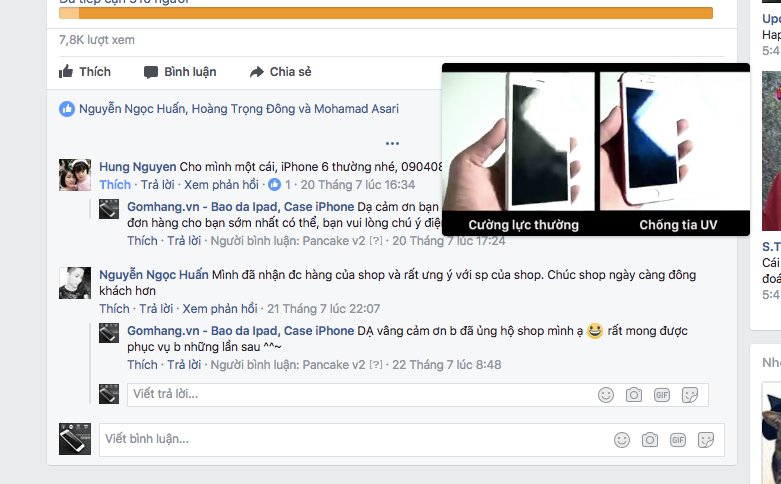 Đã tiếp cận 910 người
7,8K lượt xem
Thích Bình luận Chia sẻ
Nguyễn Ngọc Huấn, Hoàng Trọng Đông và Mohamad Asari
Hung Nguyen Cho mình một cái, iPhone 6 thường nhé, 090408
Thích · Trả lời · Xem phản hồi · 1 · 20 Tháng 7 lúc 16:34
Gomhang.vn - Bao da Ipad, Case iPhone Dạ cảm ơn bạn
đơn hàng cho bạn sớm nhất có thể, bạn vui lòng chú ý điện
Thích · Trả lời · Người bình luận: Pancake v2 [?] · 20 Tháng 7 lúc 17:24
Cường lực thường
Chống tia UV
Nguyễn Ngọc Huấn Mình đã nhận đc hàng của shop và rất ưng ý với sp của shop. Chúc shop ngày càng đông
khách hơn
Thích · Trả lời · Xem phản hồi · 21 Tháng 7 lúc 22:07
Gomhang.vn - Bao da Ipad, Case iPhone DẠ vâng cảm ơn b đã ủng hộ shop mình ạ 😀 rất mong được
phục vụ b những lần sau ^^~
Thích · Trả lời · Người bình luận: Pancake v2 [?] · 22 Tháng 7 lúc 8:48
Viết trả lời...
GIF
Viết bình luận...
GIF
Upd
Hap
5:4
S.T
Cái
đoá
5:4
Nh